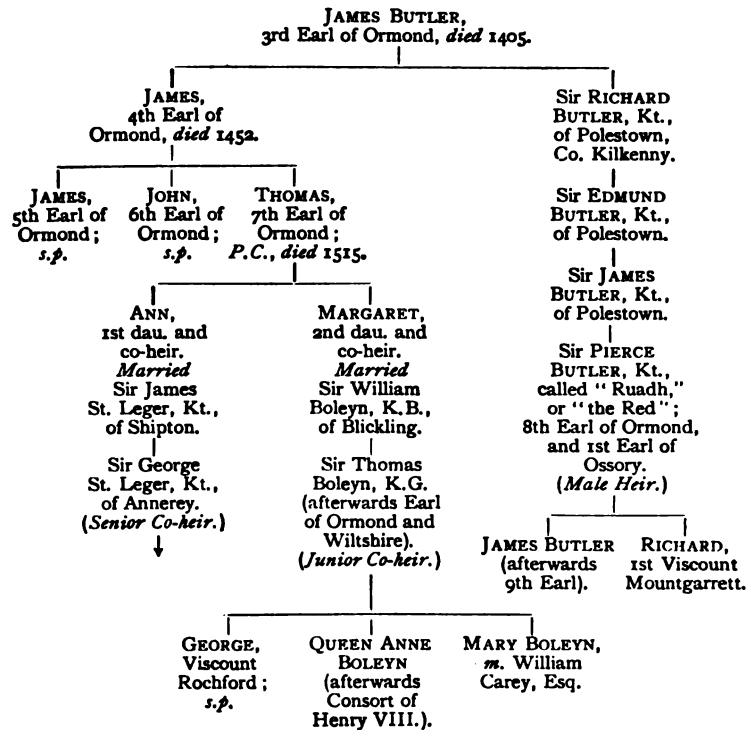 JAMES BUTLER,
3rd Earl of Ormond, died 1405.
JAMES,
4th Earl of
Ormond, died 1452.
Sir RICHARD
BUTLER, Kt.,
of Polestown,
Co. Kilkenny.
JAMES,
5th Earl of
Ormond;
s.p.
JOHN,
6th Earl of
Ormond;
s.p.
THOMAS,
7th Earl of
Ormond;
P.C., died 1515.
Sir EDMUND
BUTLER, Kt.,
of Polestown.
Sir JAMES
BUTLER, Kt.,
of Polestown.
ANN,
1st dau. and
co-heir.
Married
Sir James
St. Leger, Kt.,
of Shipton.
MARGARET,
2nd dau. and
co-heir.
Married
Sir William
Boleyn, K.B.,
of Blickling.
Sir PIERCE
BUTLER, Kt.,
called "Ruadh,"
or "the Red";
8th Earl of Ormond,
and 1st Earl of
Ossory.
(Male Heir.)
Sir George
St. Leger, Kt.,
of Annerey.
(Senior Co-heir.)
Sir Thomas
Boleyn, K.G.
(afterwards Earl
of Ormond and
Wiltshire).
(Junior Co-heir.)
JAMES BUTLER
(afterwards
9th Earl).
RICHARD,
1st Viscount
Mountgarrett.
GEORGE,
Viscount
Rochford;
s.p.
QUEEN ANNE
BOLEYN
(afterwards
Consort of
Henry VIII.).
MARY BOLEYN,
m. William
Carey, Esq.